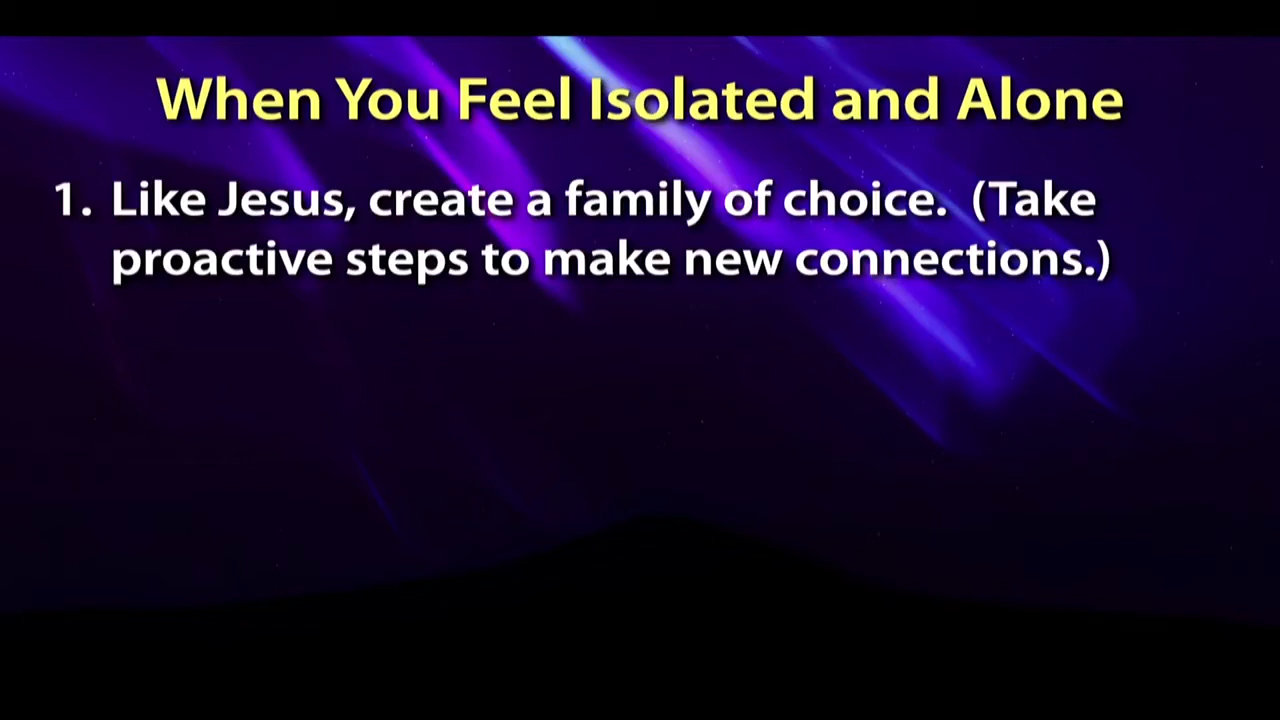 When You Feel Isolated and Alone
1. Like Jesus, create a family of choice. (Take
proactive steps to make new connections.)